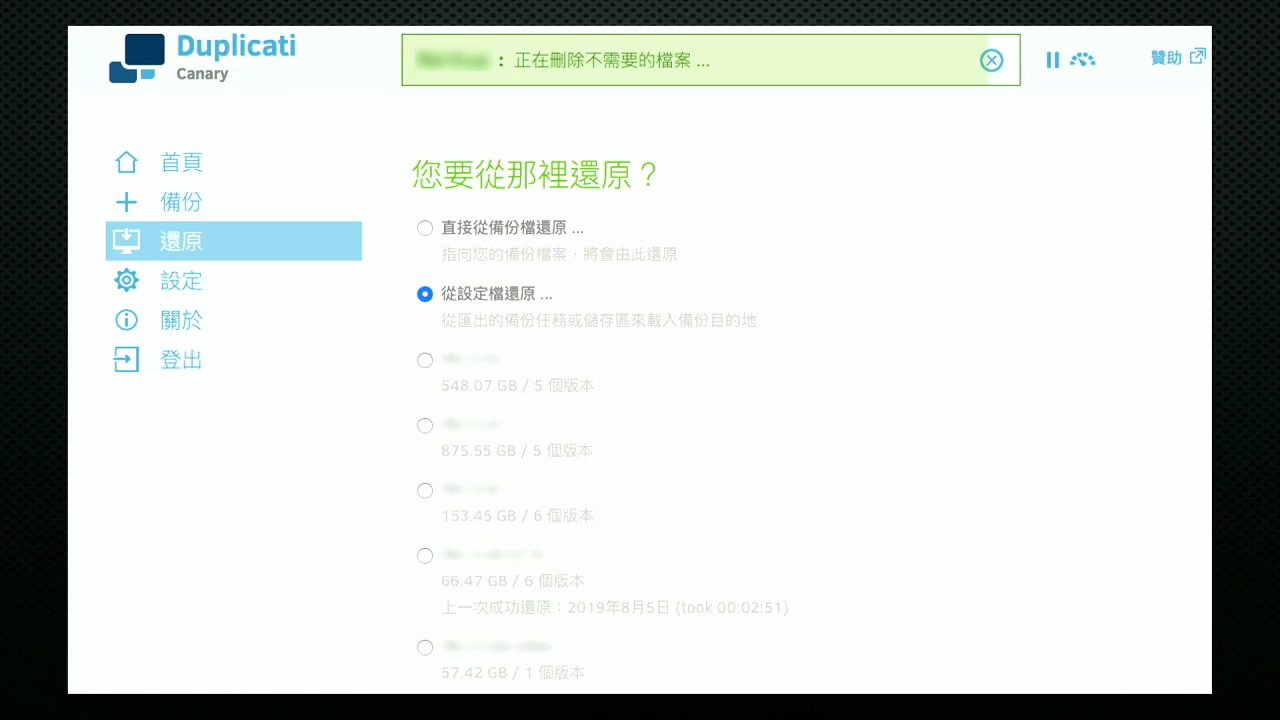 Duplicati
Canary
: 正在刪除不需要的檔案 ...
贊助
首頁
備份
還原
設定
關於
登出
您要從那裡還原？
直接從備份檔還原 ...
指向您的備份檔案，將會由此還原
從設定檔還原 ...
從匯出的備份任務或儲存區來載入備份目的地
548.07 GB / 5 個版本
875.55 GB / 5 個版本
153.45 GB / 6 個版本
66.47 GB / 6 個版本
上一次成功還原：2019年8月5日 (took 00:02:51)
57.42 GB / 1 個版本